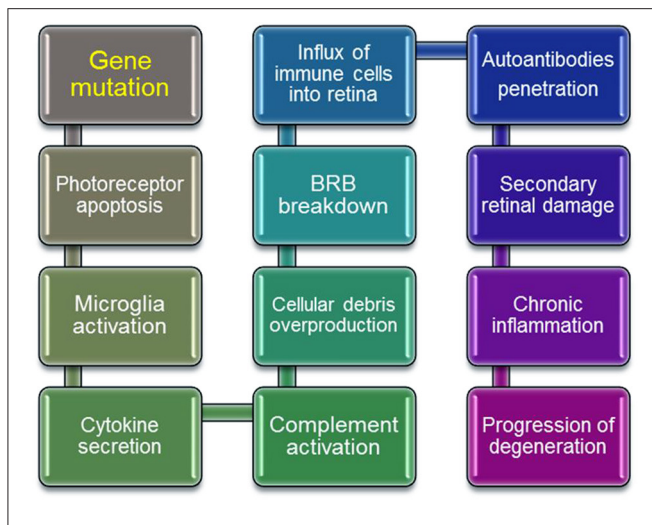 Gene
mutation
Photoreceptor
apoptosis
Microglia
activation
Cytokine
secretion
Complement
activation
Cellular debris
overproduction
BRB
breakdown
Influx of
immune cells
into retina
Autoantibodies
penetration
Secondary
retinal damage
Chronic
inflammation
Progression of
degeneration